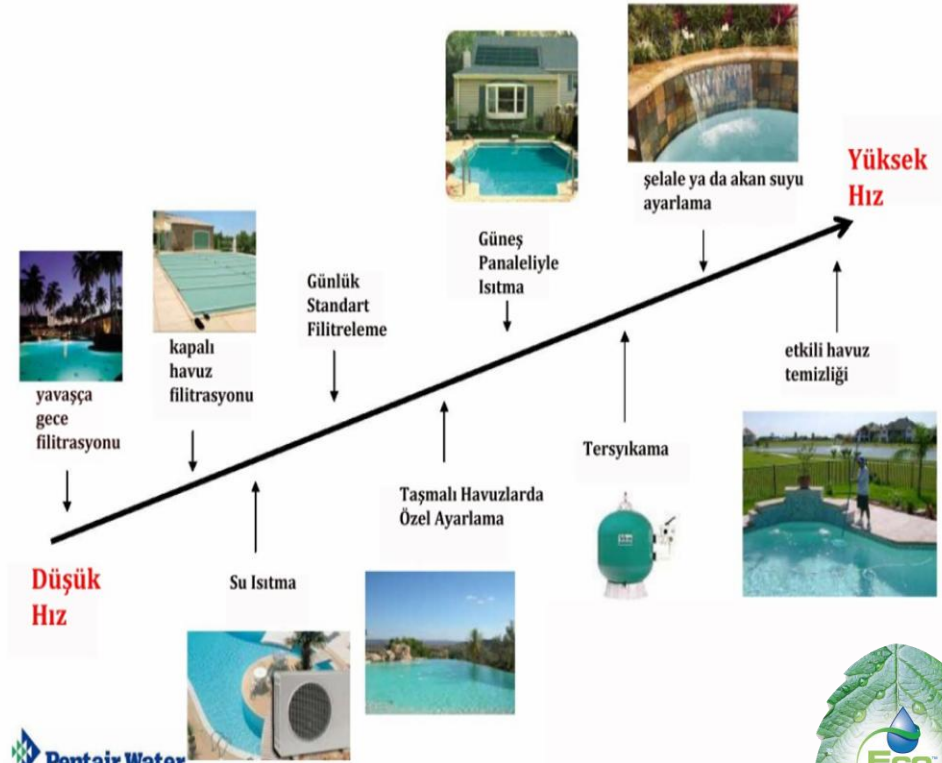 şelale ya da akan suyu
ayarlama
Yüksek
Hız
Güneş
Panaleliyle
Isıtma
Günlük
Standart
Filitreleme
kapalı
havuz
filitrasyonu
yavaşça
gece
filitrasyonu
etkili havuz
temizliği
Tersyıkama
Taşmalı Havuzlarda
Özel Ayarlama
Su Isıtma
Düşük
Hız
Pentair Water
Eco